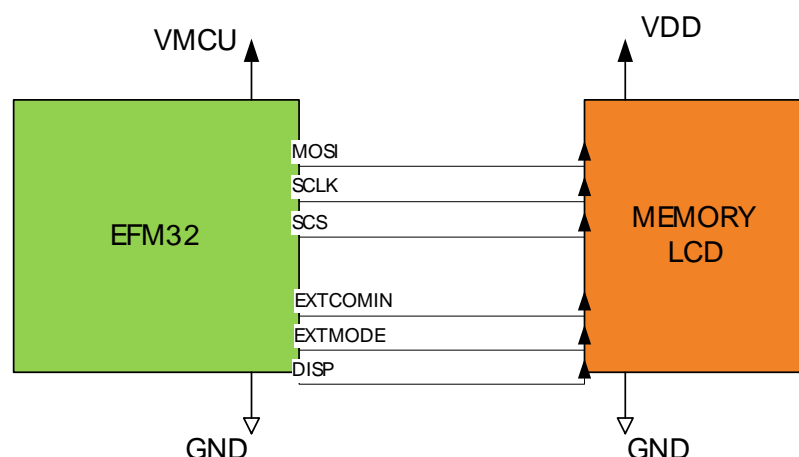 VMCU
VDD
MOSI
SCLK
SCS
EFM32
MEMORY
LCD
EXTCOMIN
EXTMODE
DISP
GND
GND